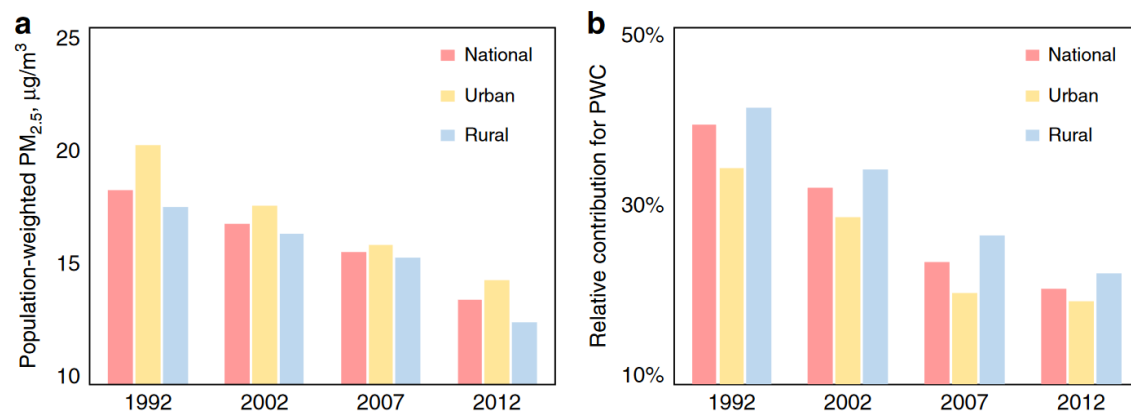 a
25
20
15
10
Population-weighted PM2.5, μg/m3
National
Urban
Rural
1992 2002 2007 2012
b
50%
30%
10%
Relative contribution for PWC
National
Urban
Rural
1992 2002 2007 2012